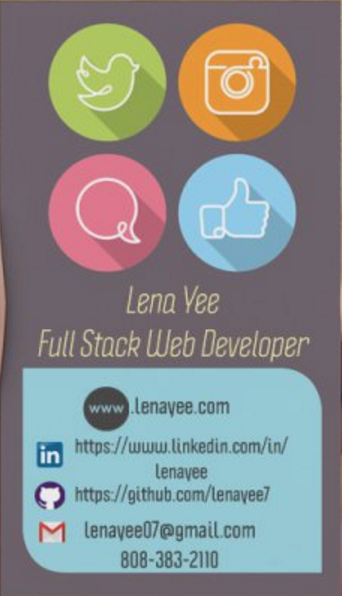 Lena Yee
Full Stack Web Developer
www.lenayee.com
in https://www.linkedin.com/in/
lenayee
https://github.com/lenayee7
lenayee07@gmail.com
808-383-2110